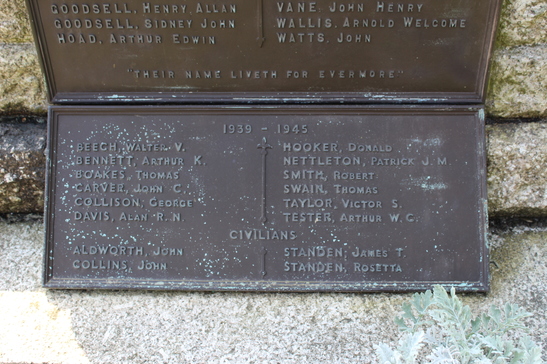 GOODSELL, HENRY ALLAN
GOODSELL, SIDNEY JOHN
HOAD, ARTHUR EDWIN
VANE, JOHN HENRY
WALLIS, ARNOLD WELCOME
WATTS, JOHN
"THEIR NAME LIVETH FOR EVERMORE"
1939 - 1945
BEECH, WALTER V.
BENNETT, ARTHUR K.
BOAKES, THOMAS
CARVER, JOHN C.
COLLISON, GEORGE
DAVIS, ALAN R.N.
HOOKER, DONALD
NETTLETON, PATRICK J.M.
SMITH, ROBERT
SWAIN, THOMAS
TAYLOR, VICTOR S.
TESTER, ARTHUR W.G.
CIVILIANS
ALDWORTH, JOHN
COLLINS, JOHN
STANDEN, JAMES T.
STANDEN, ROSETTA